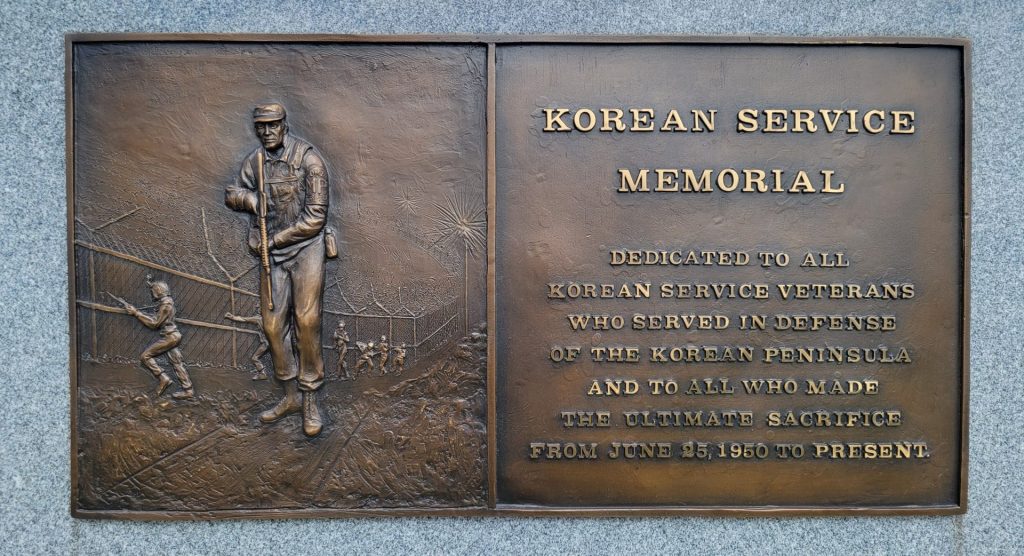 KOREAN SERVICE
MEMORIAL
DEDICATED TO ALL
KOREAN SERVICE VETERANS
WHO SERVED IN DEFENSE
OF THE KOREAN PENINSULA
AND TO ALL WHO MADE
THE ULTIMATE SACRIFICE
FROM JUNE 25, 1950 TO PRESENT.